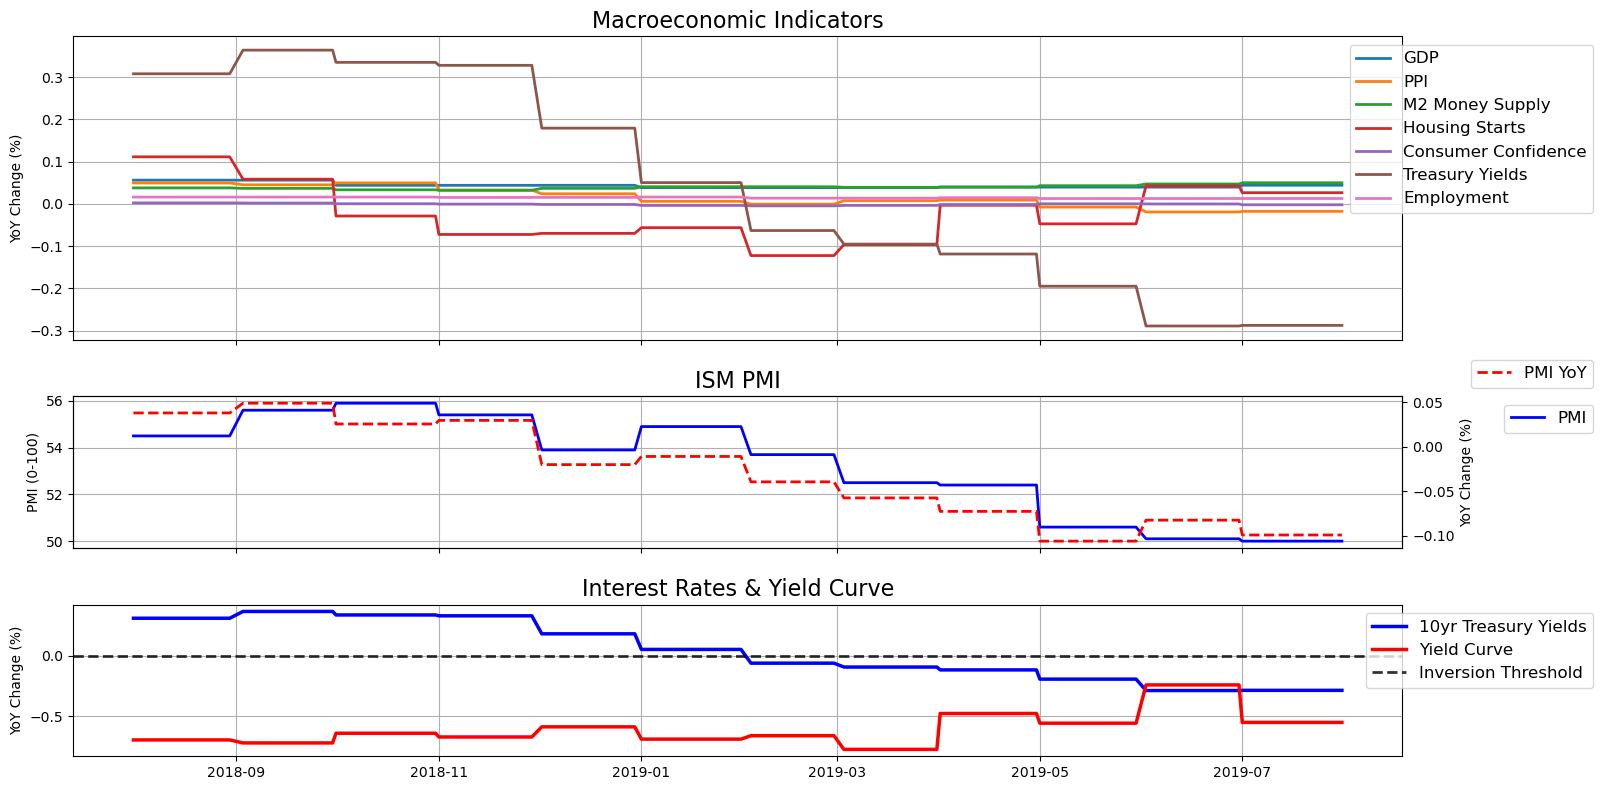 Macroeconomic Indicators
YoY Change (%)
0.3
0.2
0.1
0.0
−0.1
−0.2
−0.3
GDP
PPI
M2 Money Supply
Housing Starts
Consumer Confidence
Treasury Yields
Employment
ISM PMI
PMI (0-100)
56
54
52
50
0.05
0.00
−0.05
−0.10
YoY Change (%)
PMI YoY
PMI
Interest Rates & Yield Curve
YoY Change (%)
0.0
−0.5
10yr Treasury Yields
Yield Curve
Inversion Threshold
2018-09 2018-11 2019-01 2019-03 2019-05 2019-07